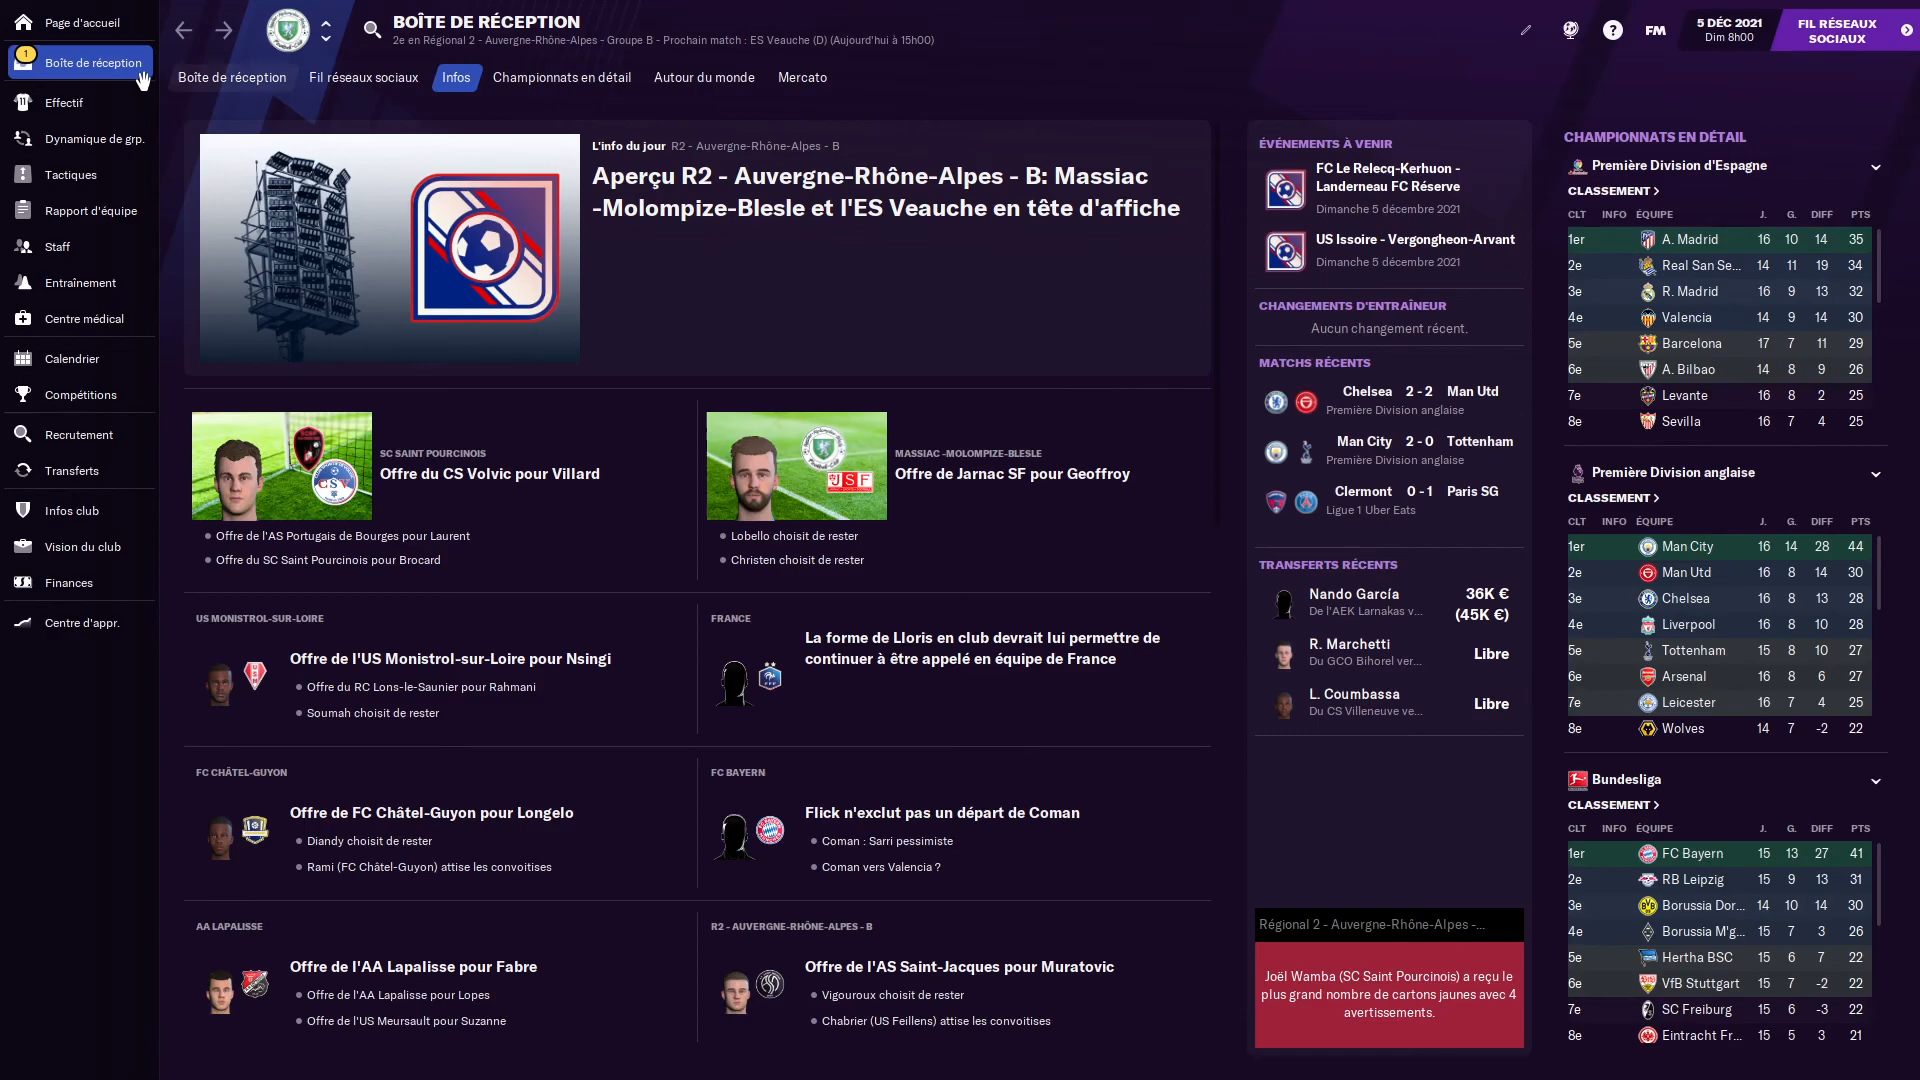 Page d'accueil
1
Boîte de réception
Effectif
Dynamique de grp.
Tactiques
Rapport d'équipe
Staff
Entraînement
Centre médical
Calendrier
Compétitions
Recrutement
Transferts
Infos club
Vision du club
Finances
Centre d'appr.
BOÎTE DE RÉCEPTION
2e en Régional 2 - Auvergne-Rhône-Alpes - Groupe B - Prochain match : ES Veauche (D) (Aujourd'hui à 15h00)
FM
5 DÉC 2021
Dim 8h00
FIL RÉSEAUX
SOCIAUX
Boîte de réception Fil réseaux sociaux Infos Championnats en détail Autour du monde Mercato
L'info du jour R2 - Auvergne-Rhône-Alpes - B
Aperçu R2 - Auvergne-Rhône-Alpes - B: Massiac
-Molompize-Blesle et l'ES Veauche en tête d'affiche
SC SAINT POURCINOIS
Offre du CS Volvic pour Villard
Offre de l'AS Portugais de Bourges pour Laurent
Offre du SC Saint Pourcinois pour Brocard
MASSIAC -MOLOMPIZE-BLESLE
Offre de Jarnac SF pour Geoffroy
Lobello choisit de rester
Christen choisit de rester
US MONISTROL-SUR-LOIRE
Offre de l'US Monistrol-sur-Loire pour Nsingi
Offre du RC Lons-le-Saunier pour Rahmani
Soumah choisit de rester
FRANCE
La forme de Lloris en club devrait lui permettre de
continuer à être appelé en équipe de France
FC CHÂTEL-GUYON
Offre de FC Châtel-Guyon pour Longelo
Diandy choisit de rester
Rami (FC Châtel-Guyon) attise les convoitises
FC BAYERN
Flick n'exclut pas un départ de Coman
Coman : Sarri pessimiste
Coman vers Valencia ?
AA LAPALISSE
Offre de l'AA Lapalisse pour Fabre
Offre de l'AA Lapalisse pour Lopes
Offre de l'US Meursault pour Suzanne
R2 - AUVERGNE-RHÔNE-ALPES - B
Offre de l'AS Saint-Jacques pour Muratovic
Vigouroux choisit de rester
Chabrier (US Feillens) attise les convoitises
ÉVÉNEMENTS À VENIR
FC Le Relecq-Kerhuon -
Landerneau FC Réserve
Dimanche 5 décembre 2021
US Issoire - Vergongheon-Arvant
Dimanche 5 décembre 2021
CHANGEMENTS D'ENTRAÎNEUR
Aucun changement récent.
MATCHS RÉCENTS
Chelsea 2 - 2 Man Utd
Première Division anglaise
Man City 2 - 0 Tottenham
Première Division anglaise
Clermont 0 - 1 Paris SG
Ligue 1 Uber Eats
TRANSFERTS RÉCENTS
Nando García 36K €
De l'AEK Larnakas v... (45K €)
R. Marchetti Libre
Du GCO Bihorel ver...
L. Coumbassa Libre
Du CS Villeneuve ve...
Régional 2 - Auvergne-Rhône-Alpes -...
Joël Wamba (SC Saint Pourcinois) a reçu le
plus grand nombre de cartons jaunes avec 4
avertissements.
CHAMPIONNATS EN DÉTAIL
Première Division d'Espagne
CLASSEMENT
CLT INFO ÉQUIPE J. G. DIFF PTS
1er A. Madrid 16 10 14 35
2e Real San Se... 14 11 19 34
3e R. Madrid 16 9 13 32
4e Valencia 14 9 14 30
5e Barcelona 17 7 11 29
6e A. Bilbao 14 8 9 26
7e Levante 16 8 2 25
8e Sevilla 16 7 4 25
Première Division anglaise
CLASSEMENT
CLT INFO ÉQUIPE J. G. DIFF PTS
1er Man City 16 14 28 44
2e Man Utd 16 8 14 30
3e Chelsea 16 8 13 28
4e Liverpool 16 8 10 28
5e Tottenham 15 8 10 27
6e Arsenal 16 8 6 27
7e Leicester 16 7 4 25
8e Wolves 14 7 -2 22
Bundesliga
CLASSEMENT
CLT INFO ÉQUIPE J. G. DIFF PTS
1er FC Bayern 15 13 27 41
2e RB Leipzig 15 9 13 31
3e Borussia Dor... 14 10 14 30
4e Borussia M'g... 15 7 3 26
5e Hertha BSC 15 6 7 22
6e VfB Stuttgart 15 7 -2 22
7e SC Freiburg 15 6 -3 22
8e Eintracht Fr... 15 5 3 21